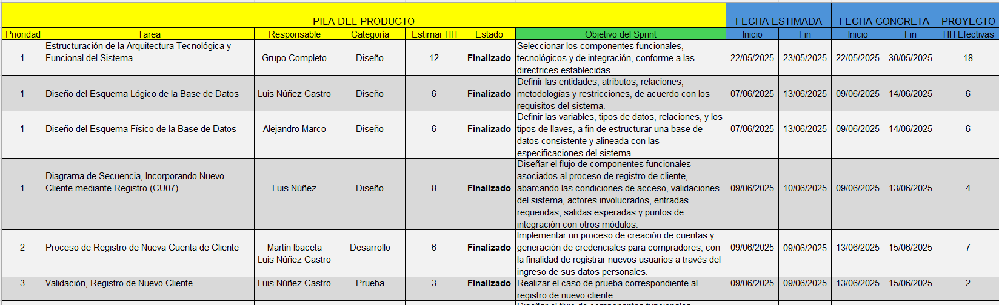 PILA DEL PRODUCTO FECHA ESTIMADA FECHA CONCRETA PROYECTO
Prioridad Tarea Responsable Categoría Estimar HH Estado Objetivo del Sprint Inicio Fin Inicio Fin HH Efectivas
Estructuración de la Arquitectura Tecnológica y
Funcional del Sistema
1 Grupo Completo Diseño 12 Finalizado
Seleccionar los componentes funcionales,
tecnológicos y de integración, conforme a las
directrices establecidas.
22/05/2025 23/05/2025 22/05/2025 30/05/2025 18
1 Diseño del Esquema Lógico de la Base de Datos Luis Núñez Castro Diseño 6 Finalizado
Definir las entidades, atributos, relaciones,
metodologías y restricciones, de acuerdo con los
requisitos del sistema.
07/06/2025 13/06/2025 09/06/2025 14/06/2025 6
1 Diseño del Esquema Físico de la Base de Datos Alejandro Marco Diseño 6 Finalizado
Definir las variables, tipos de datos, relaciones, y los
tipos de llaves, a fin de estructurar una base de
datos consistente y alineada con las
especificaciones del sistema.
07/06/2025 13/06/2025 09/06/2025 14/06/2025 6
Diagrama de Secuencia, Incorporando Nuevo
Cliente mediante Registro (CU07)
1 Luis Núñez Diseño 8 Finalizado
Diseñar el flujo de componentes funcionales
asociados al proceso de registro de cliente,
abarcando las condiciones de acceso, validaciones
del sistema, actores involucrados, entradas
requeridas, salidas esperadas y puntos de
integración con otros módulos.
09/06/2025 10/06/2025 09/06/2025 13/06/2025 4
2 Proceso de Registro de Nueva Cuenta de Cliente
Martín Ibaceta
Luis Núñez Castro
Desarrollo 6 Finalizado
Implementar un proceso de creación de cuentas y
generación de credenciales para compradores, con
la finalidad de registrar nuevos usuarios a través del
ingreso de sus datos personales.
09/06/2025 09/06/2025 13/06/2025 15/06/2025 7
3 Validación, Registro de Nuevo Cliente Luis Núñez Castro Prueba 3 Finalizado
Realizar el caso de prueba correspondiente al
registro de nuevo cliente.
09/06/2025 09/06/2025 13/06/2025 15/06/2025 2